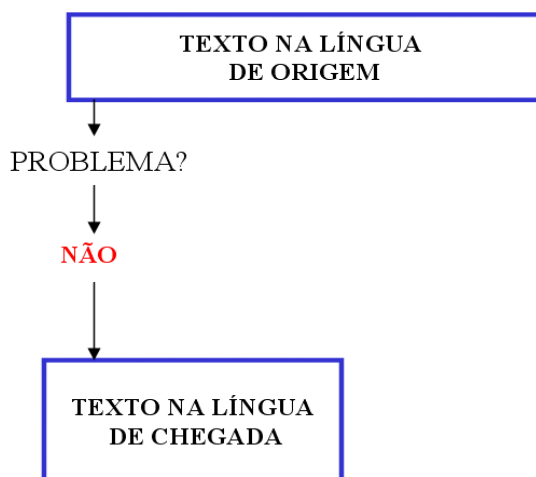 TEXTO NA LÍNGUA
DE ORIGEM
PROBLEMA?
NÃO
TEXTO NA LÍNGUA
DE CHEGADA